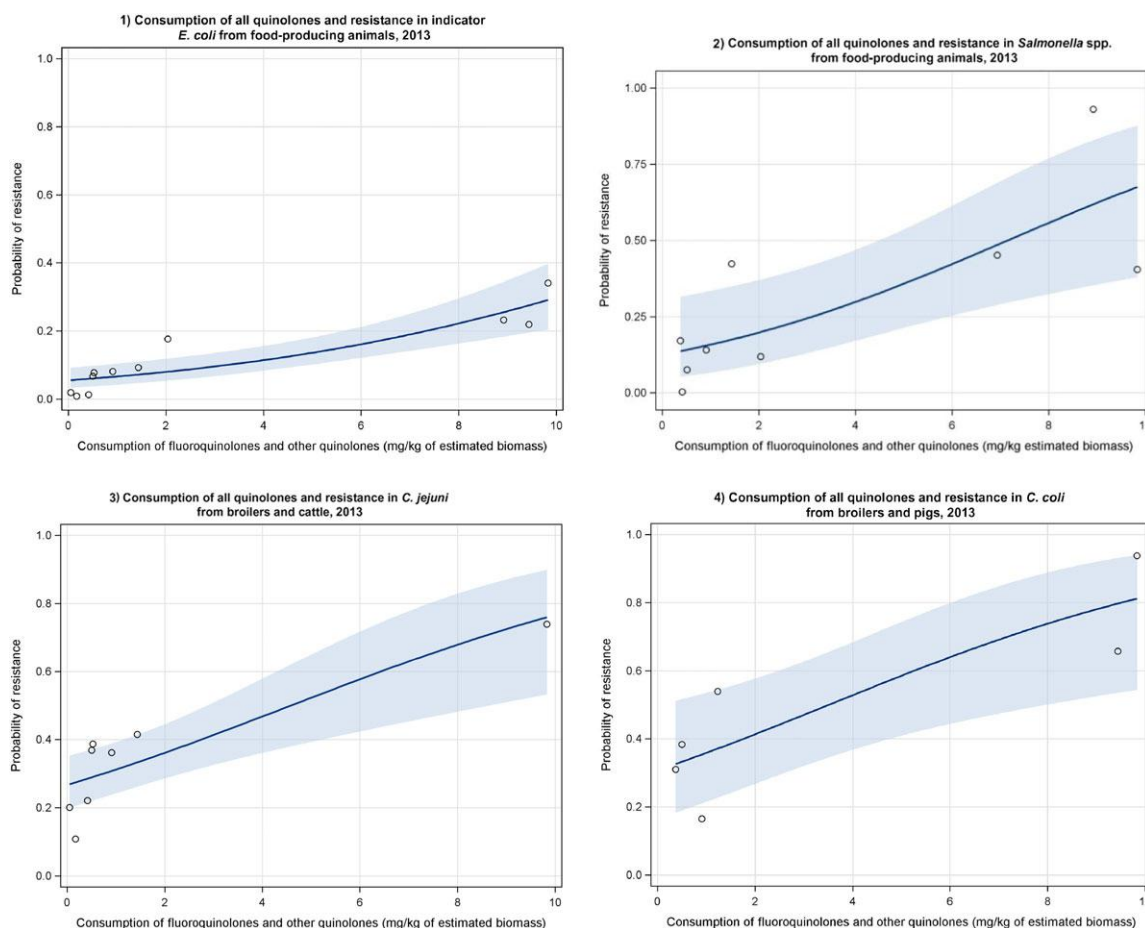 1) Consumption of all quinolones and resistance in indicator
E. coli from food-producing animals, 2013
1.0
0.8
0.6
0.4
0.2
0.0
Probability of resistance
0
2
4
6
8
10
Consumption of fluoroquinolones and other quinolones (mg/kg of estimated biomass)
2) Consumption of all quinolones and resistance in Salmonella spp.
from food-producing animals, 2013
1.00
0.75
0.50
0.25
0.00
Probability of resistance
0
2
4
6
8
1
Consumption of fluoroquinolones and other quinolones (mg/kg estimated biomass)
3) Consumption of all quinolones and resistance in C. jejuni
from broilers and cattle, 2013
1.0
0.8
0.6
0.4
0.2
0.0
Probability of resistance
0
2
4
6
8
10
Consumption of fluoroquinolones and other quinolones (mg/kg of estimated biomass)
4) Consumption of all quinolones and resistance in C. coli
from broilers and pigs, 2013
1.0
0.8
0.6
0.4
0.2
0.0
Probability of resistance
0
2
4
6
8
1
Consumption of fluoroquinolones and other quinolones (mg/kg of estimated biomass)